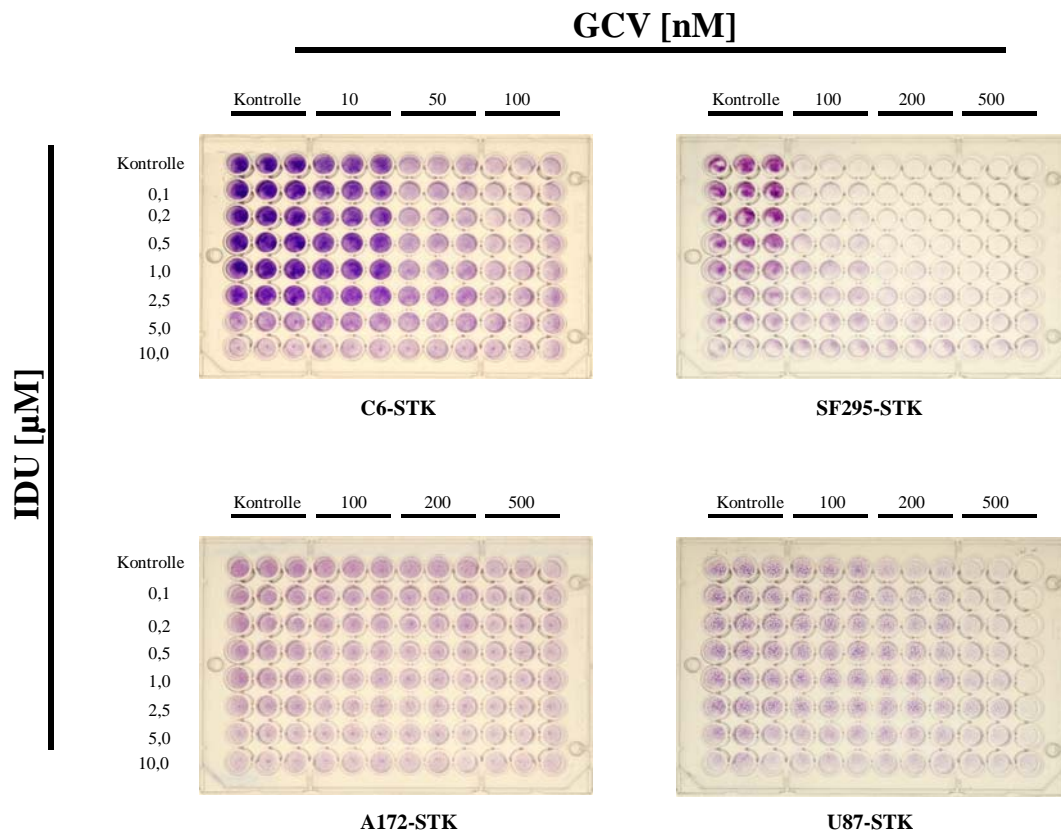 GCV [nM]
Kontrolle 10 50 100
Kontrolle 100 200 500
IDU [µM]
Kontrolle
0,1
0,2
0,5
1,0
2,5
5,0
10,0
C6-STK
SF295-STK
Kontrolle 100 200 500
Kontrolle 100 200 500
Kontrolle
0,1
0,2
0,5
1,0
2,5
5,0
10,0
A172-STK
U87-STK